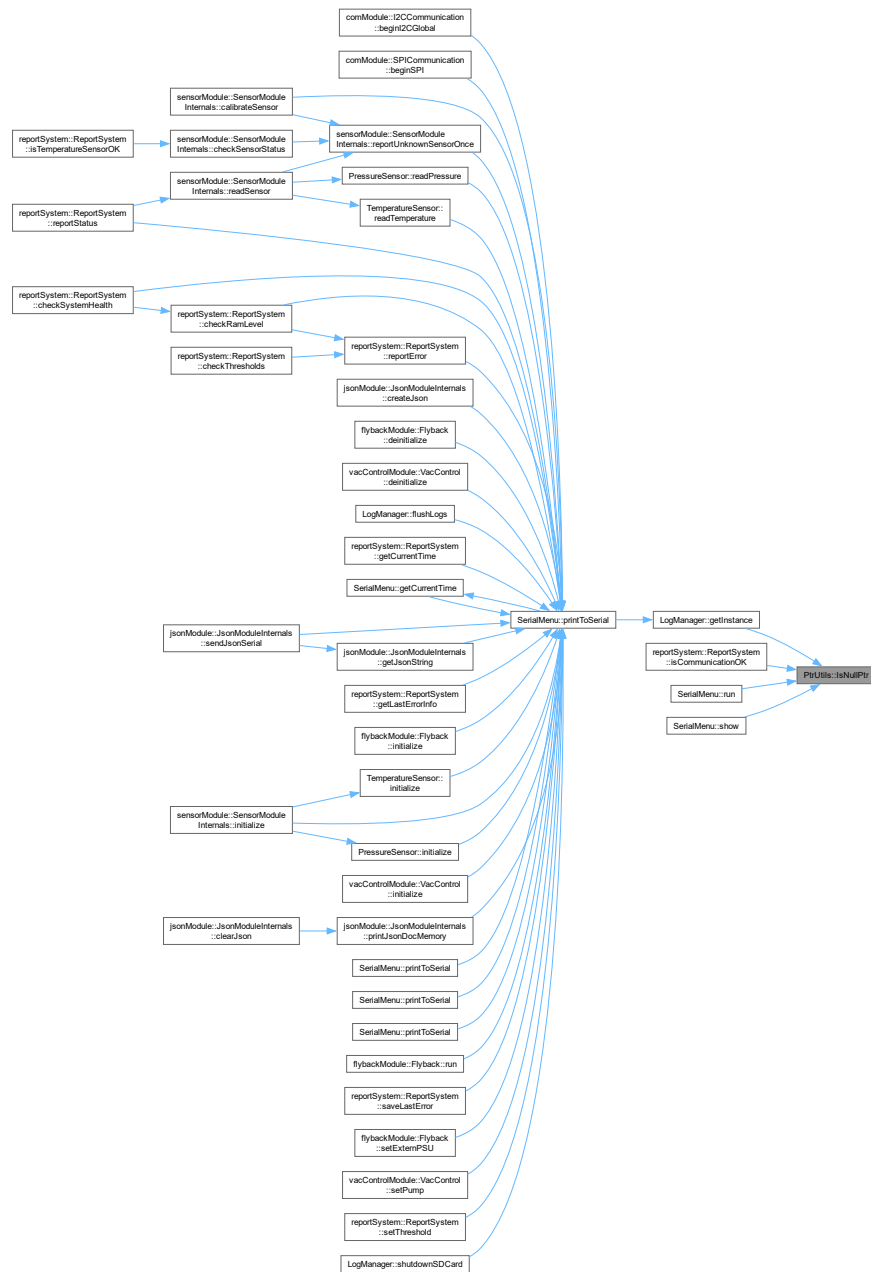 comModule::I2CCommunication
::beginI2CGlobal
comModule::SPICommunication
::beginSPI
sensorModule::SensorModule
Internals::calibrateSensor
sensorModule::SensorModule
Internals::reportUnknownSensorOnce
reportSystem::ReportSystem
::isTemperatureSensorOK
sensorModule::SensorModule
Internals::checkSensorStatus
PressureSensor::readPressure
sensorModule::SensorModule
Internals::readSensor
TemperatureSensor::
readTemperature
reportSystem::ReportSystem
::reportStatus
reportSystem::ReportSystem
::checkSystemHealth
reportSystem::ReportSystem
::checkRamLevel
reportSystem::ReportSystem
::reportError
reportSystem::ReportSystem
::checkThresholds
jsonModule::JsonModuleInternals
::createJson
flybackModule::Flyback
::deinitialize
vacControlModule::VacControl
::deinitialize
LogManager::flushLogs
reportSystem::ReportSystem
::getCurrentTime
SerialMenu::getCurrentTime
SerialMenu::printToSerial
LogManager::getInstance
jsonModule::JsonModuleInternals
::sendJsonSerial
jsonModule::JsonModuleInternals
::getJsonString
reportSystem::ReportSystem
::isCommunicationOK
PtrUtils::IsNullPtr
SerialMenu::run
SerialMenu::show
reportSystem::ReportSystem
::getLastErrorInfo
flybackModule::Flyback
::initialize
TemperatureSensor::
initialize
sensorModule::SensorModule
Internals::initialize
PressureSensor::initialize
vacControlModule::VacControl
::initialize
jsonModule::JsonModuleInternals
::clearJson
jsonModule::JsonModuleInternals
::printJsonDocMemory
SerialMenu::printToSerial
SerialMenu::printToSerial
SerialMenu::printToSerial
flybackModule::Flyback::run
reportSystem::ReportSystem
::saveLastError
flybackModule::Flyback
::setExternPSU
vacControlModule::VacControl
::setPump
reportSystem::ReportSystem
::setThreshold
LogManager::shutdownSDCard